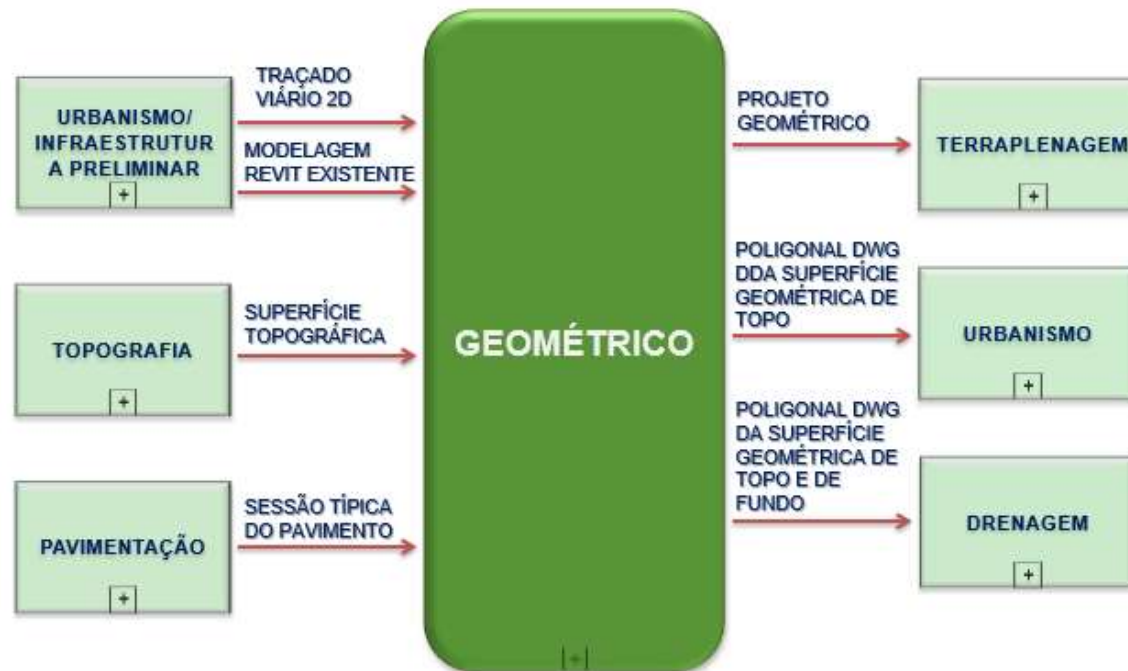 URBANISMO/
INFRAESTRUTUR
A PRELIMINAR
+
TRAÇADO
VIÁRIO 2D
MODELAGEM
REVIT EXISTENTE
TOPOGRAFIA
+
SUPERFÍCIE
TOPOGRÁFICA
PAVIMENTAÇÃO
+
SESSÃO TÍPICA
DO PAVIMENTO
GEOMÉTRICO
+
PROJETO
GEOMÉTRICO
TERRAPLENAGEM
+
POLIGONAL DWG
DDA SUPERFÍCIE
GEOMÉTRICA DE
TOPO
URBANISMO
+
POLIGONAL DWG
DA SUPERFÍCIE
GEOMÉTRICA DE
TOPO E DE
FUNDO
DRENAGEM
+